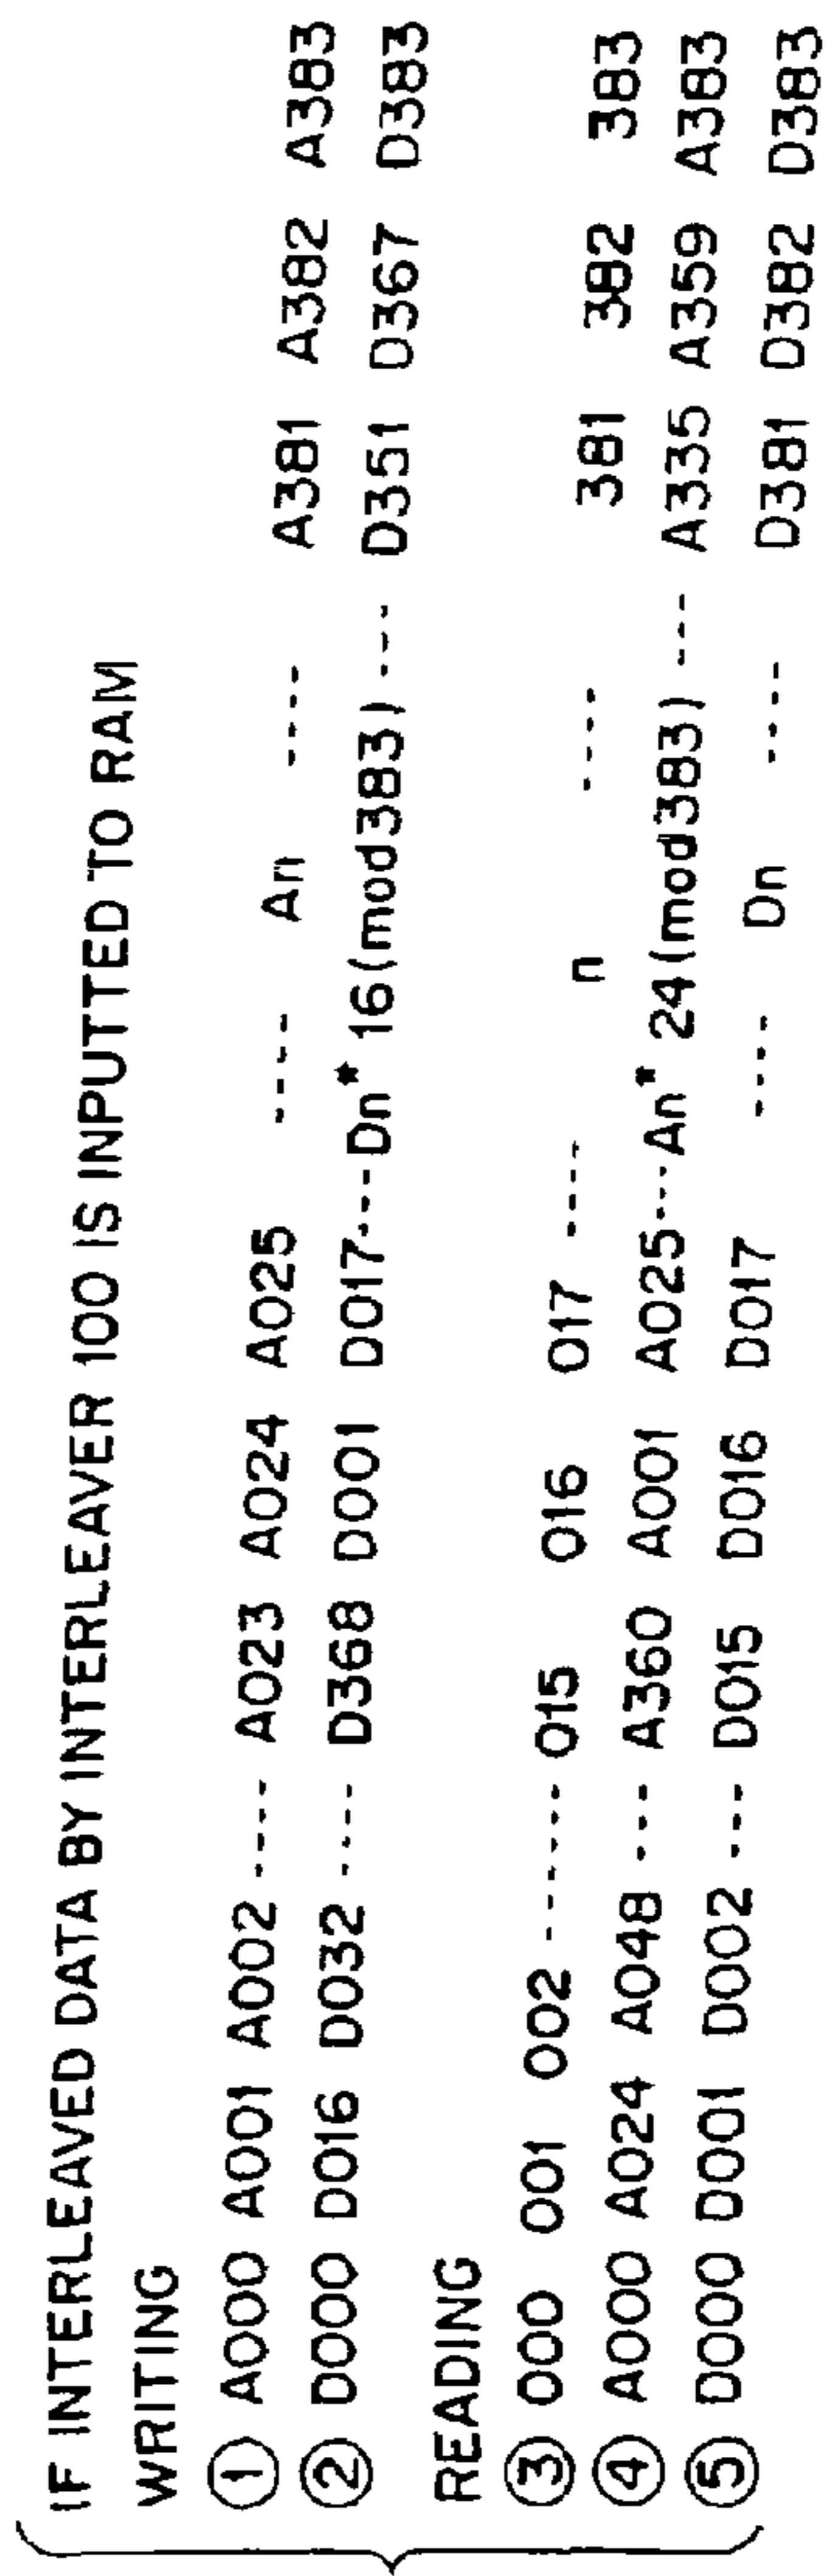 IF INTERLEAVED DATA BY INTERLEAVER 100 IS INPUTTED TO RAM
WRITING
① A000 A001 A002 ---- A023 A024 A025 ---- An ---- A381 A382 A383
② D000 D016 D032 ---- D368 D001 D017---Dn* 16(mod383) --- D351 D367 D383
READING
③ 000 001 002 ------ 015 016 017 ---- n ---- 381 382 383
④ A000 A024 A048 --- A360 A001 A025---An* 24(mod383) --- A335 A359 A383
⑤ D000 D001 D002 --- D015 D016 D017 ---- Dn ---- D381 D382 D383